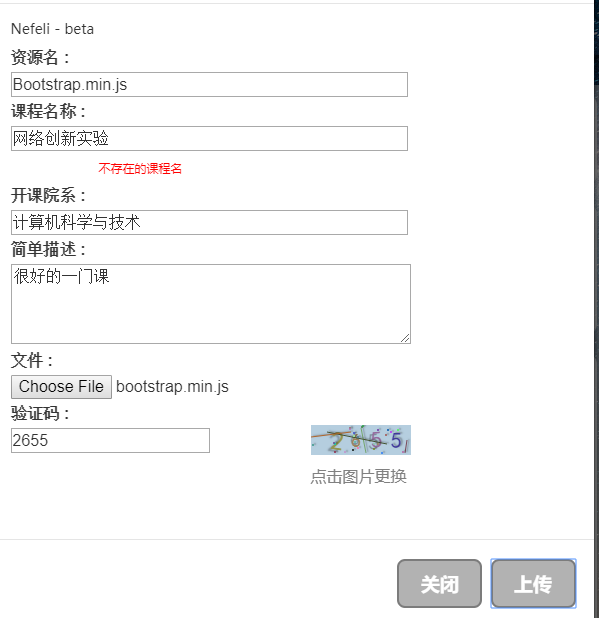 Nefeli - beta
资源名：
Bootstrap.min.js
课程名称：
网络创新实验
不存在的课程名
开课院系：
计算机科学与技术
简单描述：
很好的一门课
文件：
Choose File bootstrap.min.js
验证码：
2655
2655
点击图片更换
关闭 上传